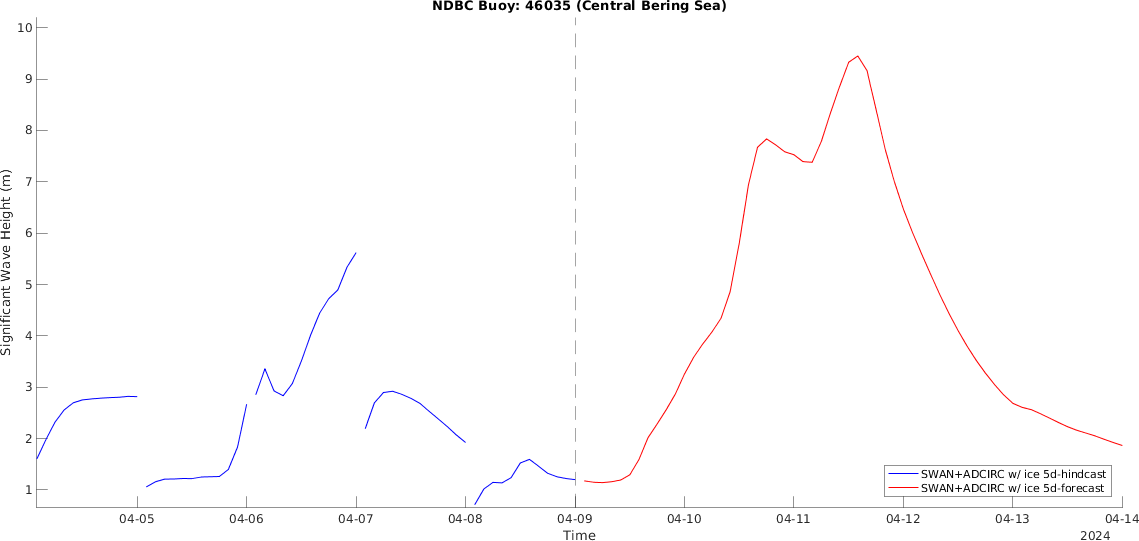 NDBC Buoy: 46035 (Central Bering Sea)
10
9
8
7
6
5
4
3
2
1
Significant Wave Height (m)
04-05 04-06 04-07 04-08 04-09 04-10 04-11 04-12 04-13 04-14
Time
2024
SWAN+ADCIRC w/ ice 5d-hindcast
SWAN+ADCIRC w/ ice 5d-forecast